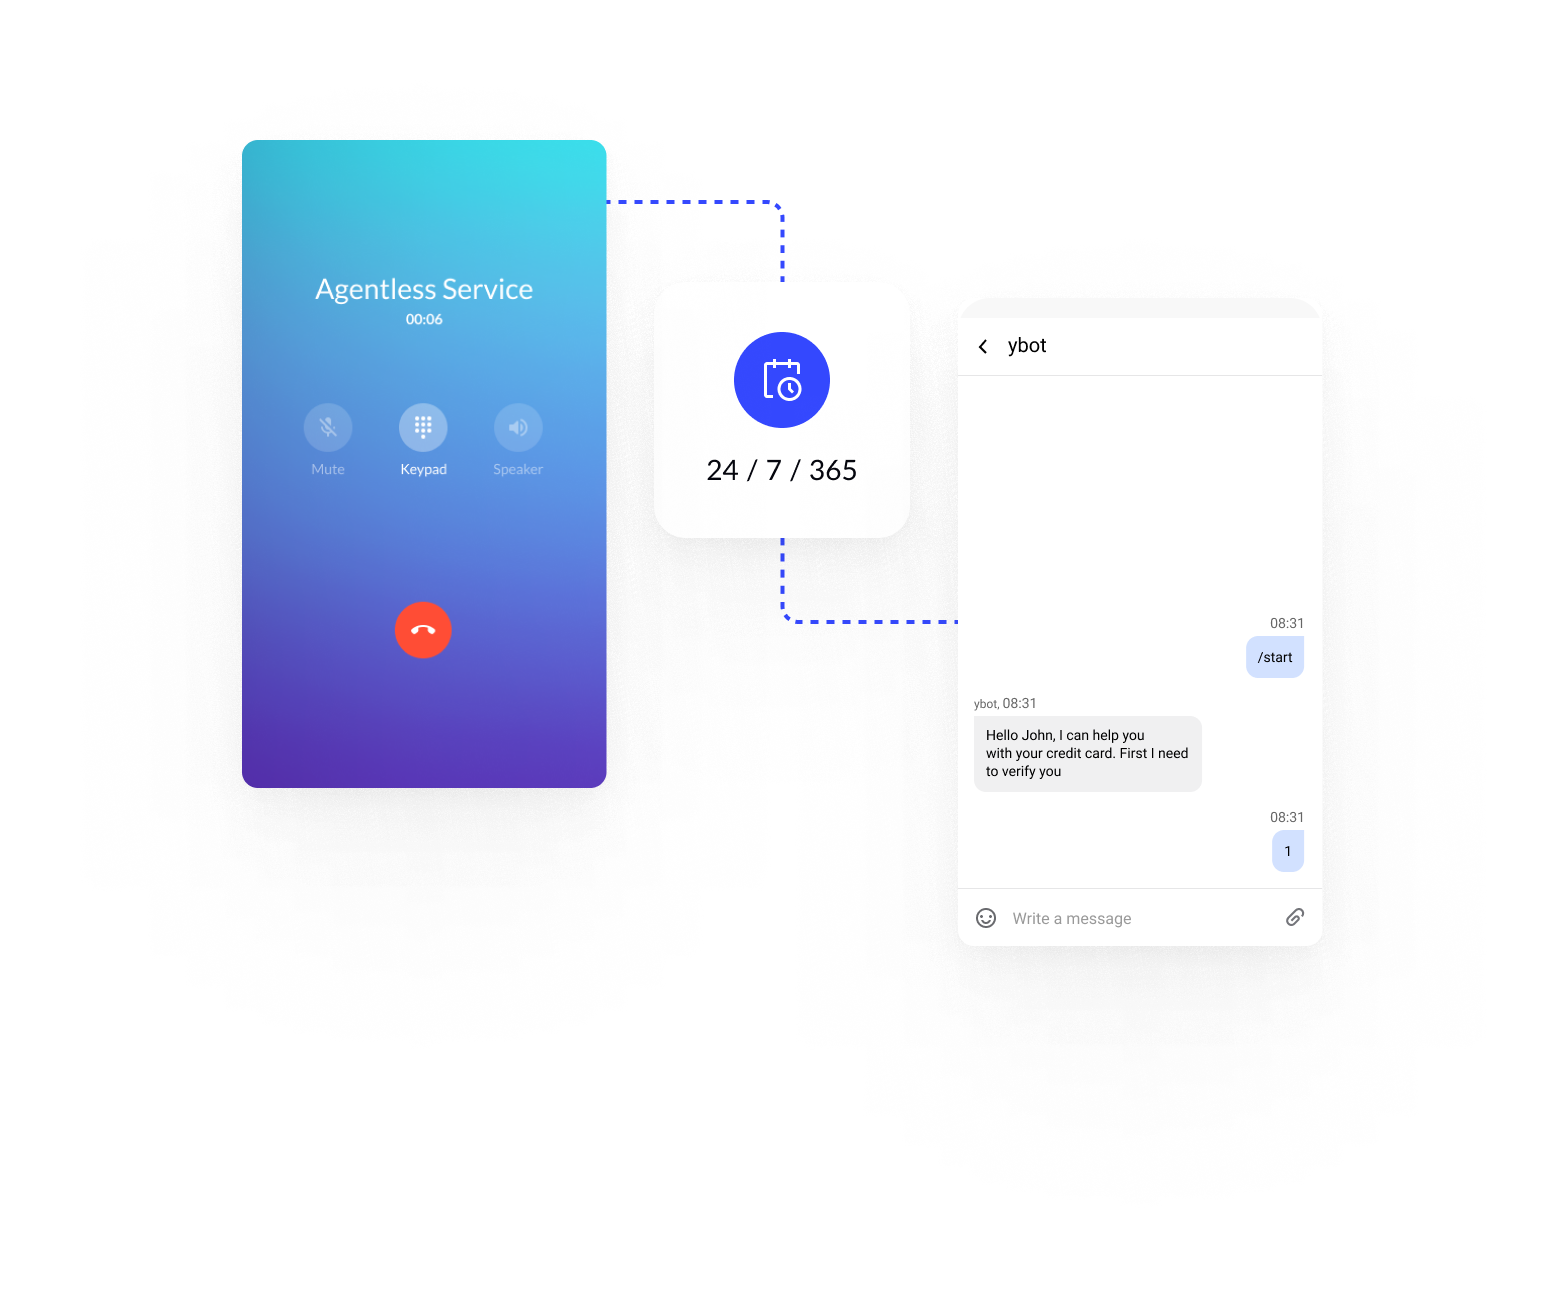 Agentless Service
00:06
Mute
Keypad
Speaker
24 / 7 / 365
ybot
08:31
/start
ybot, 08:31
Hello John, I can help you
with your credit card. First I need
to verify you
08:31
1
Write a message